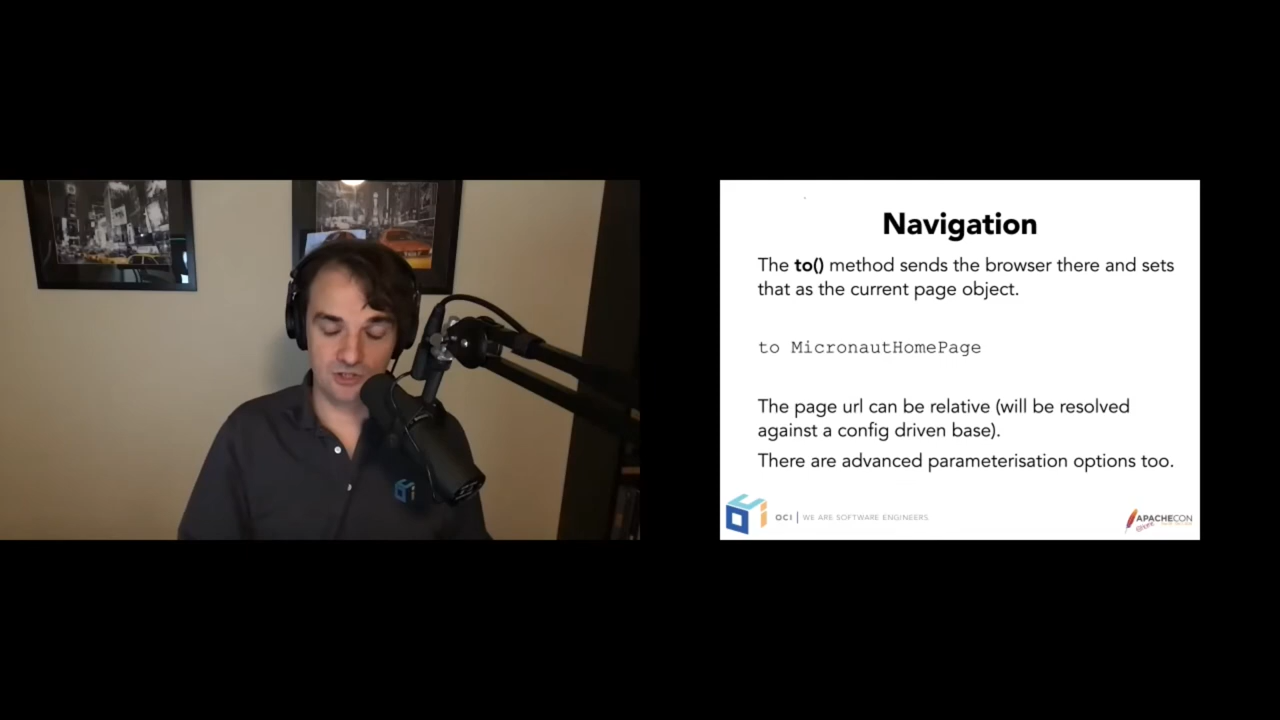 Navigation
The to() method sends the browser there and sets
that as the current page object.
to MicronautHomePage
The page url can be relative (will be resolved
against a config driven base).
There are advanced parameterisation options too.
OCI | WE ARE SOFTWARE ENGINEERS
APACHECON